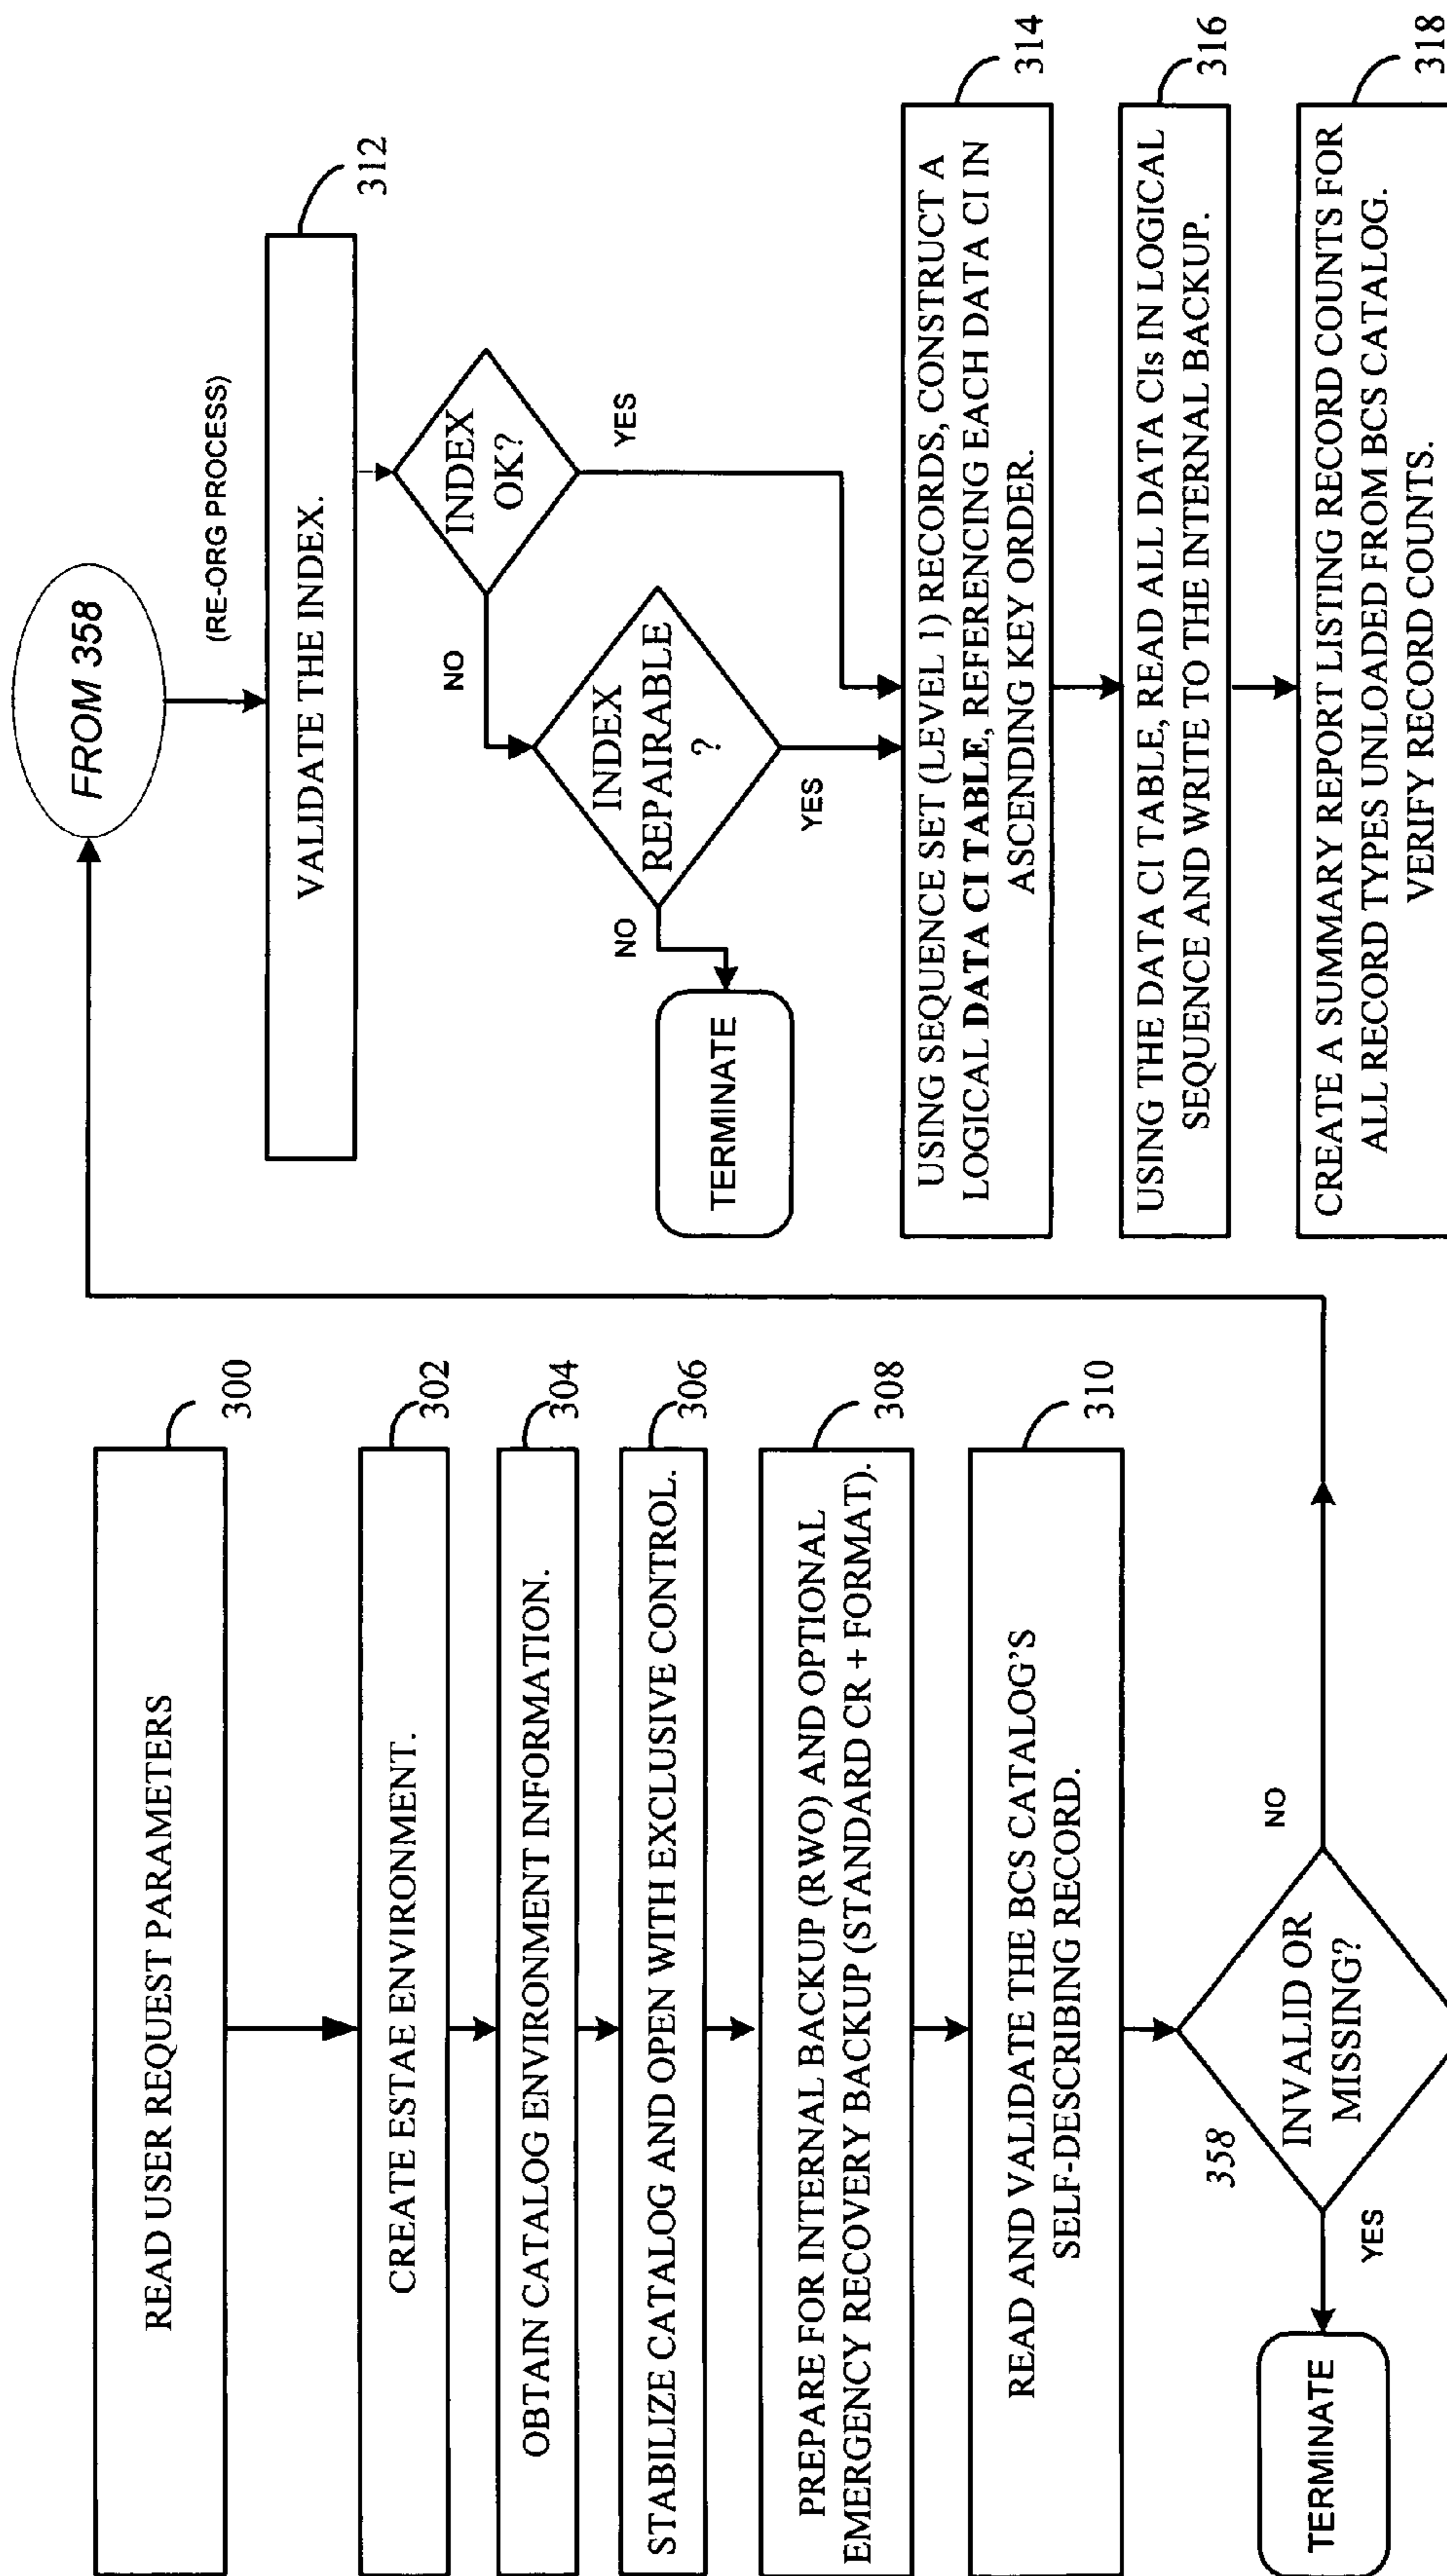 READ USER REQUEST PARAMETERS
300
CREATE ESTAE ENVIRONMENT.
302
OBTAIN CATALOG ENVIRONMENT INFORMATION.
304
STABILIZE CATALOG AND OPEN WITH EXCLUSIVE CONTROL.
306
PREPARE FOR INTERNAL BACKUP (RWO) AND OPTIONAL
EMERGENCY RECOVERY BACKUP (STANDARD CR + FORMAT).
308
READ AND VALIDATE THE BCS CATALOG'S
SELF-DESCRIBING RECORD.
310
358
INVALID OR
MISSING?
YES
NO
TERMINATE
FROM 358
(RE-ORG PROCESS)
VALIDATE THE INDEX.
312
INDEX
OK?
NO
YES
INDEX
REPAIRABLE
?
NO
YES
TERMINATE
USING SEQUENCE SET (LEVEL 1) RECORDS, CONSTRUCT A
LOGICAL DATA CI TABLE, REFERENCING EACH DATA CI IN
ASCENDING KEY ORDER.
314
USING THE DATA CI TABLE, READ ALL DATA CIs IN LOGICAL
SEQUENCE AND WRITE TO THE INTERNAL BACKUP.
316
CREATE A SUMMARY REPORT LISTING RECORD COUNTS FOR
ALL RECORD TYPES UNLOADED FROM BCS CATALOG.
VERIFY RECORD COUNTS.
318